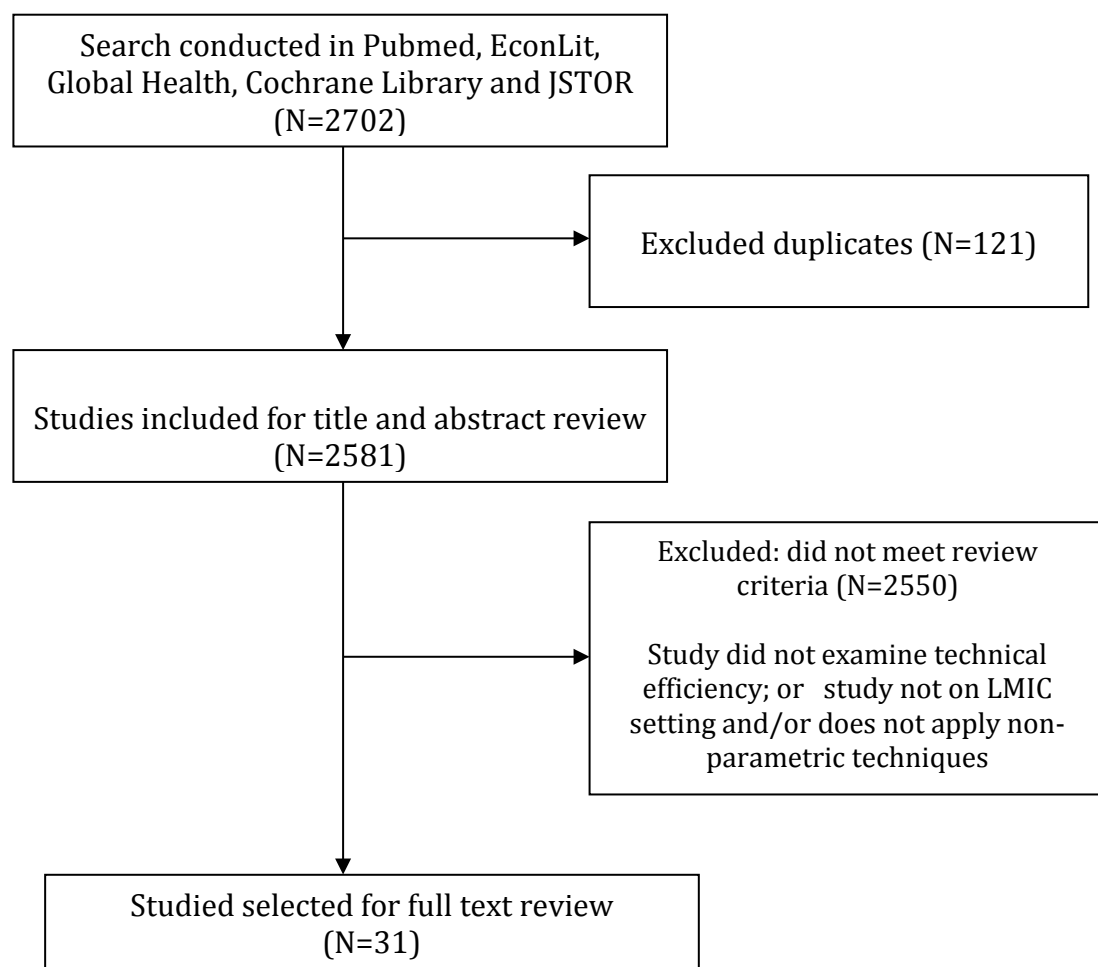 Search conducted in Pubmed, EconLit,
Global Health, Cochrane Library and JSTOR
(N=2702)
Excluded duplicates (N=121)
Studies included for title and abstract review
(N=2581)
Excluded: did not meet review
criteria (N=2550)
Study did not examine technical
efficiency; or study not on LMIC
setting and/or does not apply non-
parametric techniques
Studied selected for full text review
(N=31)